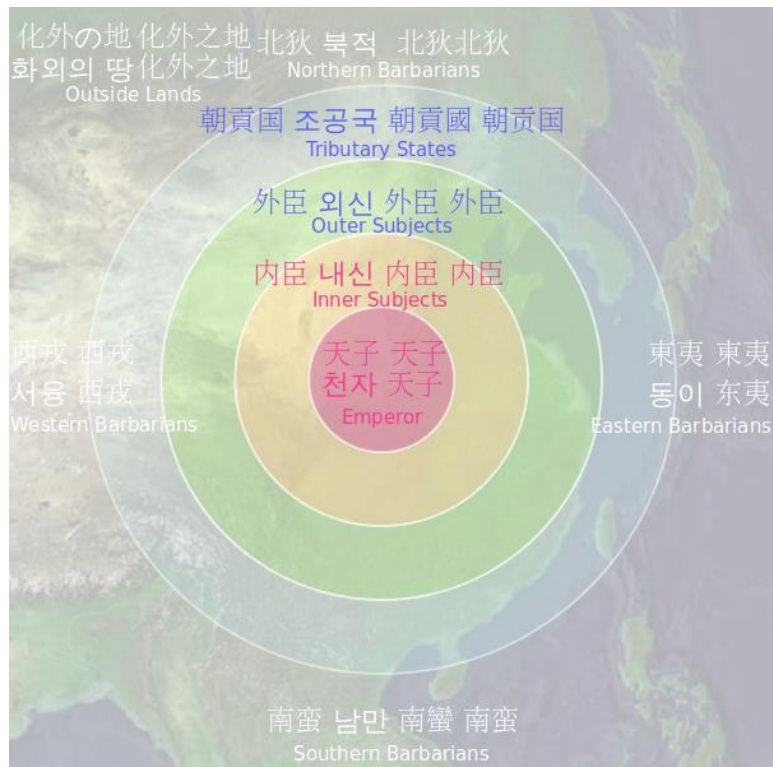 化外の地 化外之地
화외의 땅 化外之地
Outside Lands
北狄 북적 北狄 北狄
Northern Barbarians
朝貢国 조공국 朝貢國 朝贡国
Tributary States
外臣 외신 外臣 外臣
Outer Subjects
内臣 내신 内臣 内臣
Inner Subjects
西戎 西戎
서융 西戎
Western Barbarians
天子 天子
천자 天子
Emperor
東夷 東夷
동이 东夷
Eastern Barbarians
南蛮 남만 南蠻 南蛮
Southern Barbarians